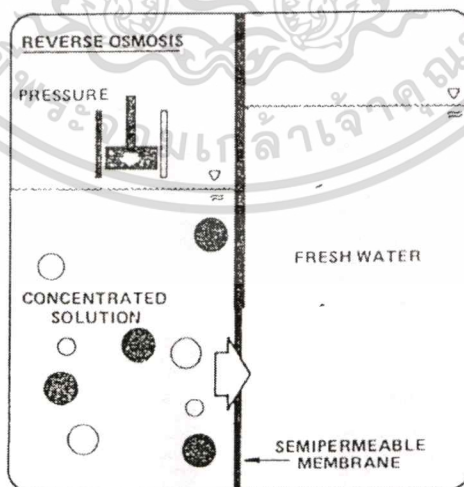 REVERSE OSMOSIS
PRESSURE
FRESH WATER
CONCENTRATED
SOLUTION
SEMIPERMEABLE
MEMBRANE